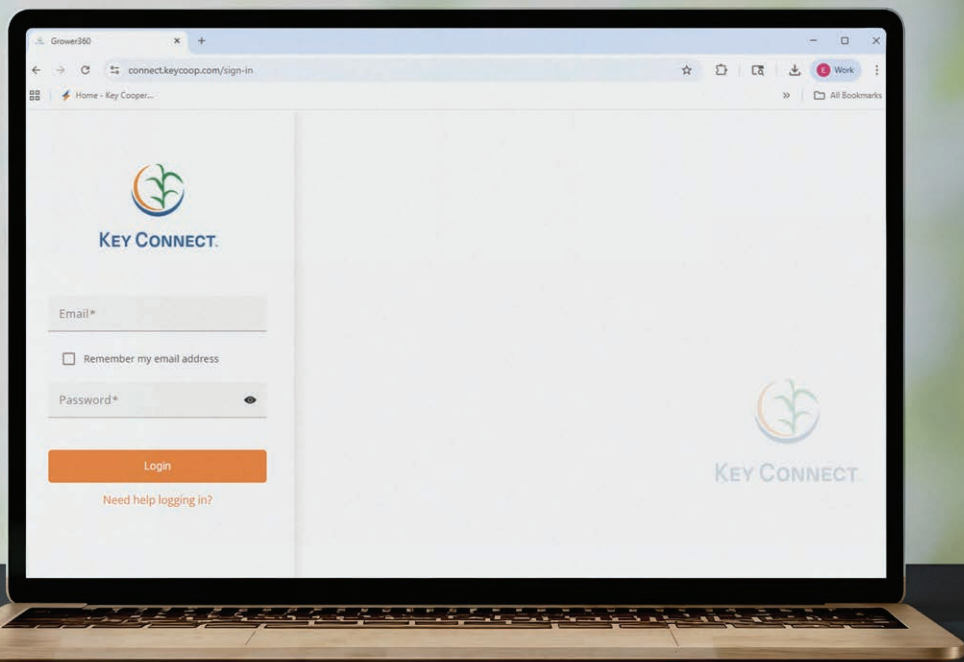 Grower360
connect.keycoop.com/sign-in
E Work
Home - Key Cooper...
All Bookmarks
KEY CONNECT.
Email*
Remember my email address
Password*
Login
Need help logging in?
KEY CONNECT